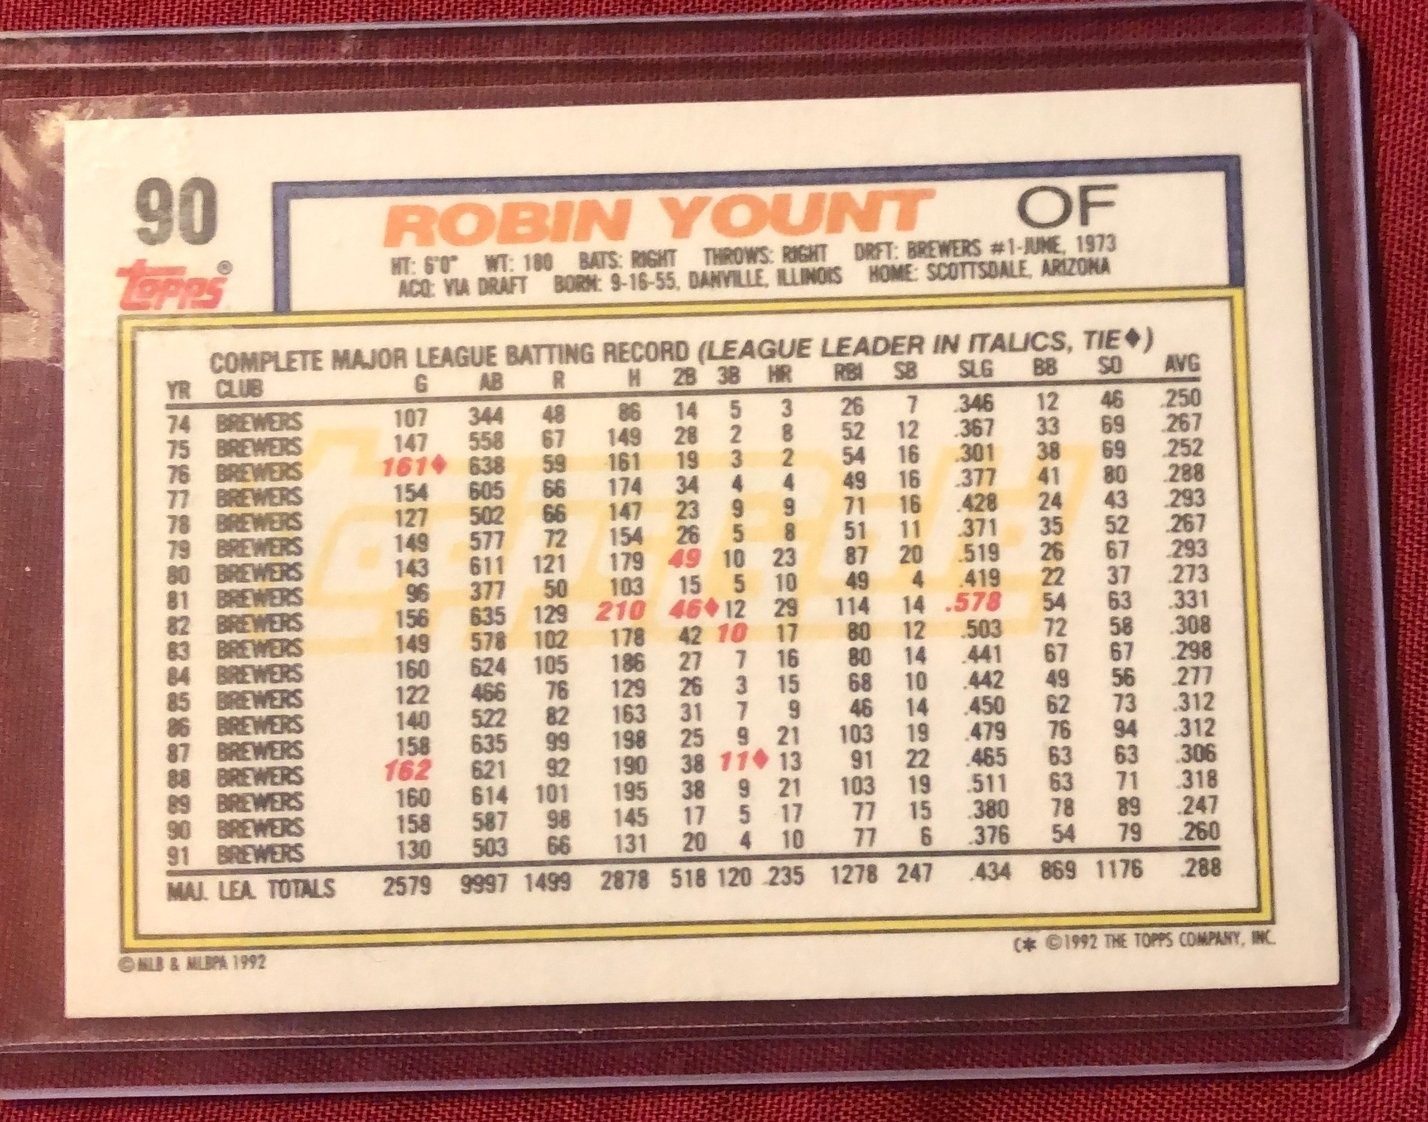 90
Topps®
ROBIN YOUNT OF
HT: 6'0" WT: 180 BATS: RIGHT THROWS: RIGHT DRFT: BREWERS #1-JUNE, 1973
ACQ: VIA DRAFT BORN: 9-16-55, DANVILLE, ILLINOIS HOME: SCOTTSDALE, ARIZONA
COMPLETE MAJOR LEAGUE BATTING RECORD (LEAGUE LEADER IN ITALICS, TIE♦)
YR CLUB G AB R H 2B 3B HR RBI SB SLG BB SO AVG
74 BREWERS 107 344 48 86 14 5 3 26 7 .346 12 46 .250
75 BREWERS 147 558 67 149 28 2 8 52 12 .367 33 69 .267
76 BREWERS 161♦ 638 59 161 19 3 2 54 16 .301 38 69 .252
77 BREWERS 154 605 66 174 34 4 4 49 16 .377 41 80 .288
78 BREWERS 127 502 66 147 23 9 9 71 16 .428 24 43 .293
79 BREWERS 149 577 72 154 26 5 8 51 11 .371 35 52 .267
80 BREWERS 143 611 121 179 49 10 23 87 20 .519 26 67 .293
81 BREWERS 96 377 50 103 15 5 10 49 4 .419 22 37 .273
82 BREWERS 156 635 129 210 46♦ 12 29 114 14 .578 54 63 .331
83 BREWERS 149 578 102 178 42 10 17 80 12 .503 72 58 .308
84 BREWERS 160 624 105 186 27 7 16 80 14 .441 67 67 .298
85 BREWERS 122 466 76 129 26 3 15 68 10 .442 49 56 .277
86 BREWERS 140 522 82 163 31 7 9 46 14 .450 62 73 .312
87 BREWERS 158 635 99 198 25 9 21 103 19 .479 76 94 .312
88 BREWERS 162 621 92 190 38 11♦ 13 91 22 .465 63 63 .306
89 BREWERS 160 614 101 195 38 9 21 103 19 .511 63 71 .318
90 BREWERS 158 587 98 145 17 5 17 77 15 .380 78 89 .247
91 BREWERS 130 503 66 131 20 4 10 77 6 .376 54 79 .260
MAJ. LEA. TOTALS 2579 9997 1499 2878 518 120 235 1278 247 .434 869 1176 .288
© MLB & MLBPA 1992
C✱ ©1992 THE TOPPS COMPANY, INC.